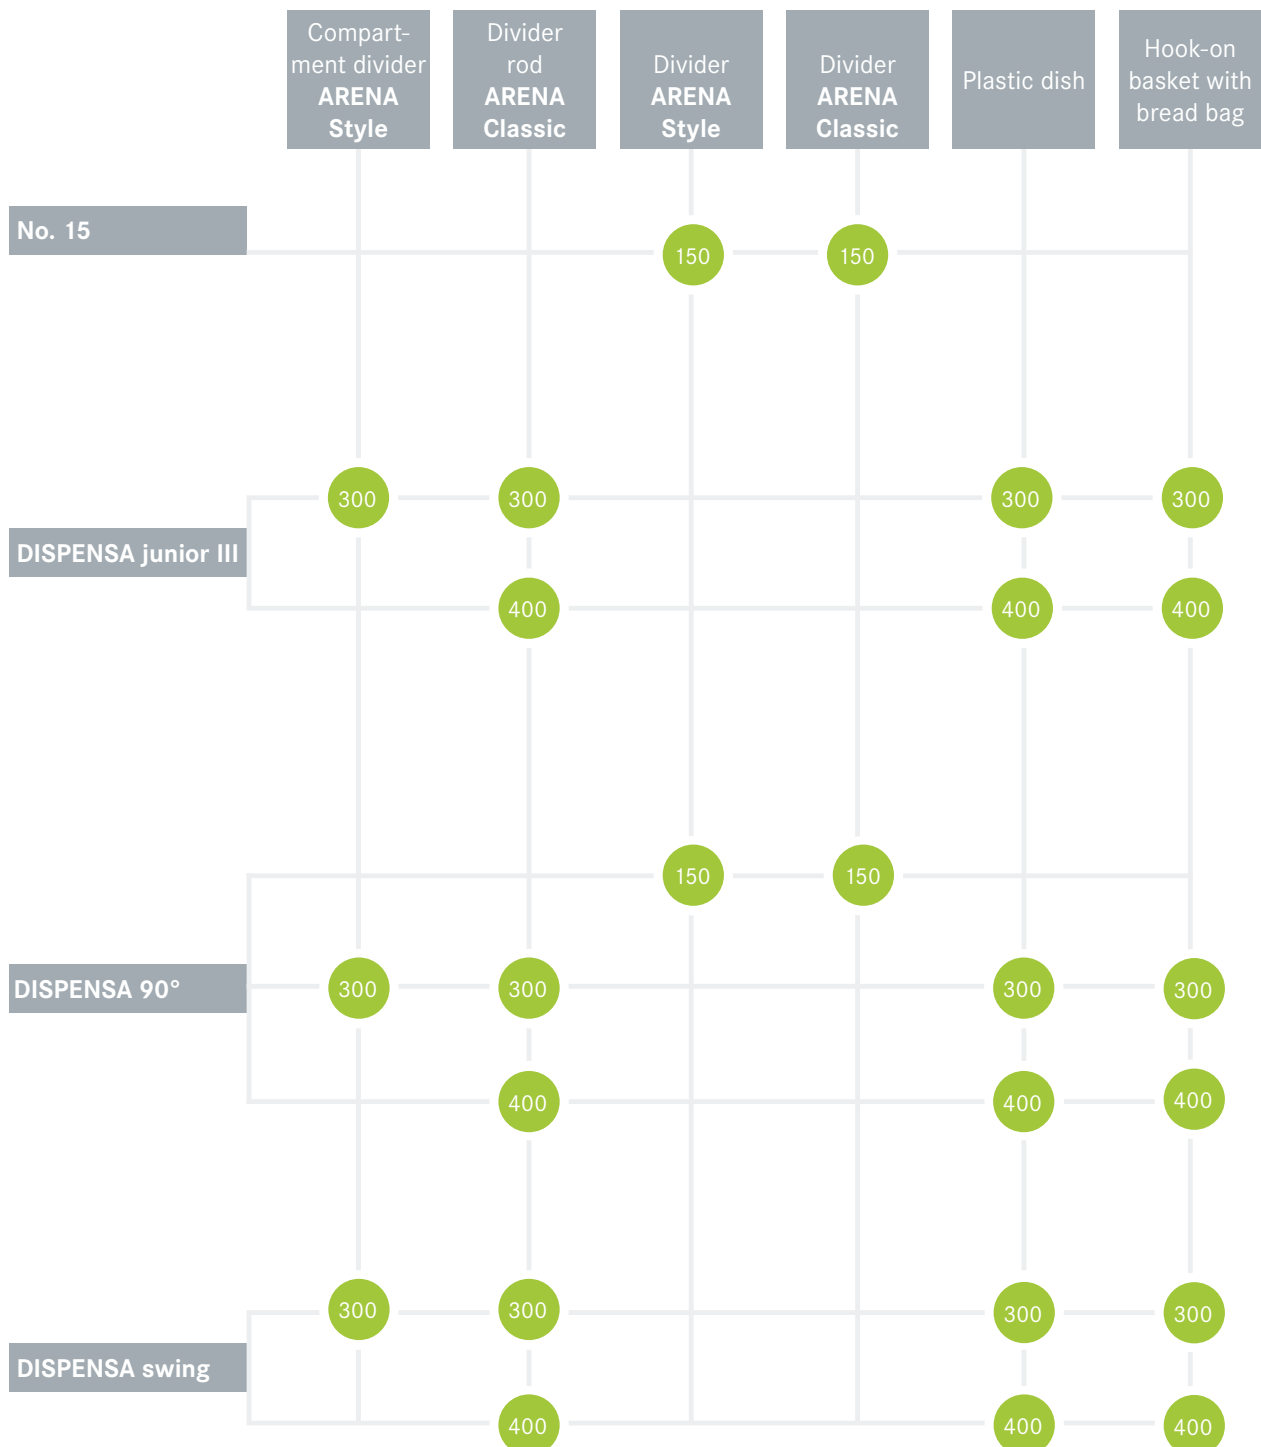 Compart-
ment divider
ARENA
Style
Divider
rod
ARENA
Classic
Divider
ARENA
Style
Divider
ARENA
Classic
Plastic dish
Hook-on
basket with
bread bag
No. 15
150 150
300 300 300 300
DISPENSA junior III
400 400 400
150 150
DISPENSA 90°
300 300 300 300
400 400 400
300 300 300 300
DISPENSA swing
400 400 400